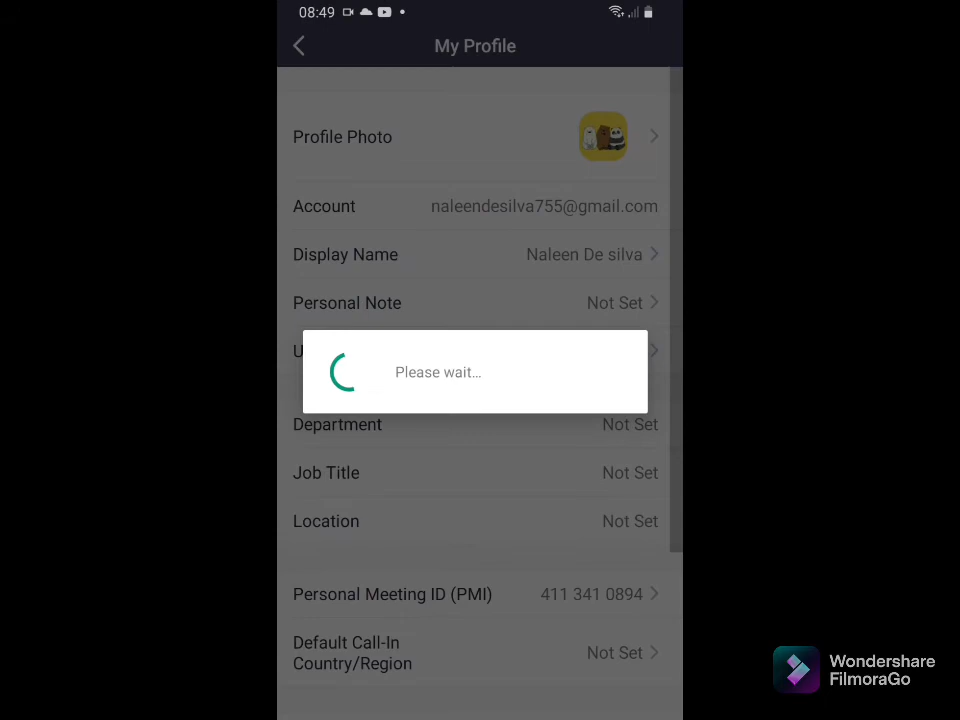 08:49
My Profile
Profile Photo
Account naleendesilva755@gmail.com
Display Name Naleen De silva
Personal Note Not Set
U
Please wait...
Department Not Set
Job Title Not Set
Location Not Set
Personal Meeting ID (PMI) 411 341 0894
Default Call-In
Country/Region Not Set
Wondershare
FilmoraGo